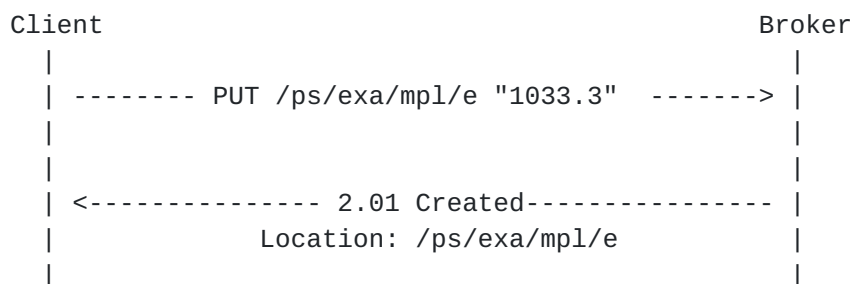 Client Broker
| |
| -------- PUT /ps/exa/mpl/e "1033.3" -------> |
| |
| |
| <--------------- 2.01 Created---------------- |
| Location: /ps/exa/mpl/e |
| |